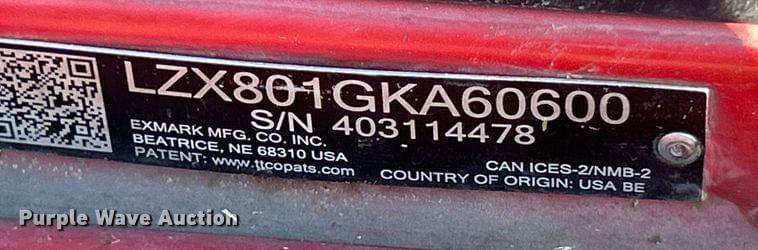 LZX801GKA60600
S/N 403114478
EXMARK MFG. CO. INC.
BEATRICE, NE 68310 USA
PATENT: www.ttcopats.com
CAN ICES-2/NMB-2
COUNTRY OF ORIGIN: USA BE
Purple Wave Auction